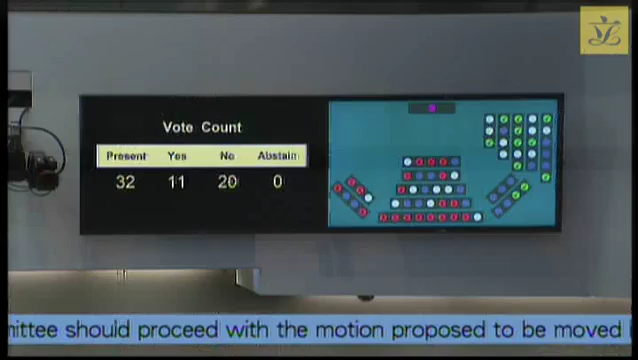 Vote Count
Present Yes No Abstain
32 11 20 0
mittee should proceed with the motion proposed to be moved